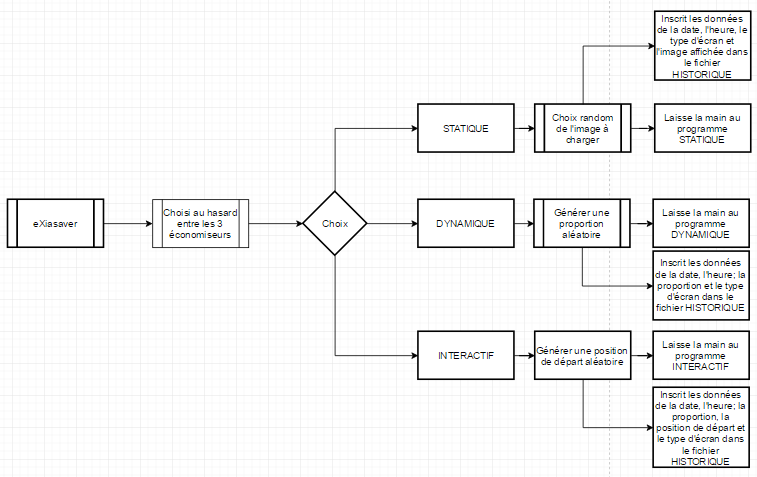 Inscrit les données
de la date, l'heure, le
type d'écran et
l'image affichée dans
le fichier
HISTORIQUE
STATIQUE
Choix random
de l'image à
charger
Laisse la main au
programme
STATIQUE
eXiasaver
Choisi au hasard
entre les 3
économiseurs
Choix
DYNAMIQUE
Générer une
proportion
aléatoire
Laisse la main au
programme
DYNAMIQUE
Inscrit les données
de la date, l'heure; la
proportion et le type
d'écran dans le
fichier HISTORIQUE
INTERACTIF
Générer une position
de départ aléatoire
Laisse la main au
programme
INTERACTIF
Inscrit les données
de la date, l'heure; la
proportion, la
position de départ et
le type d'écran dans
le fichier
HISTORIQUE